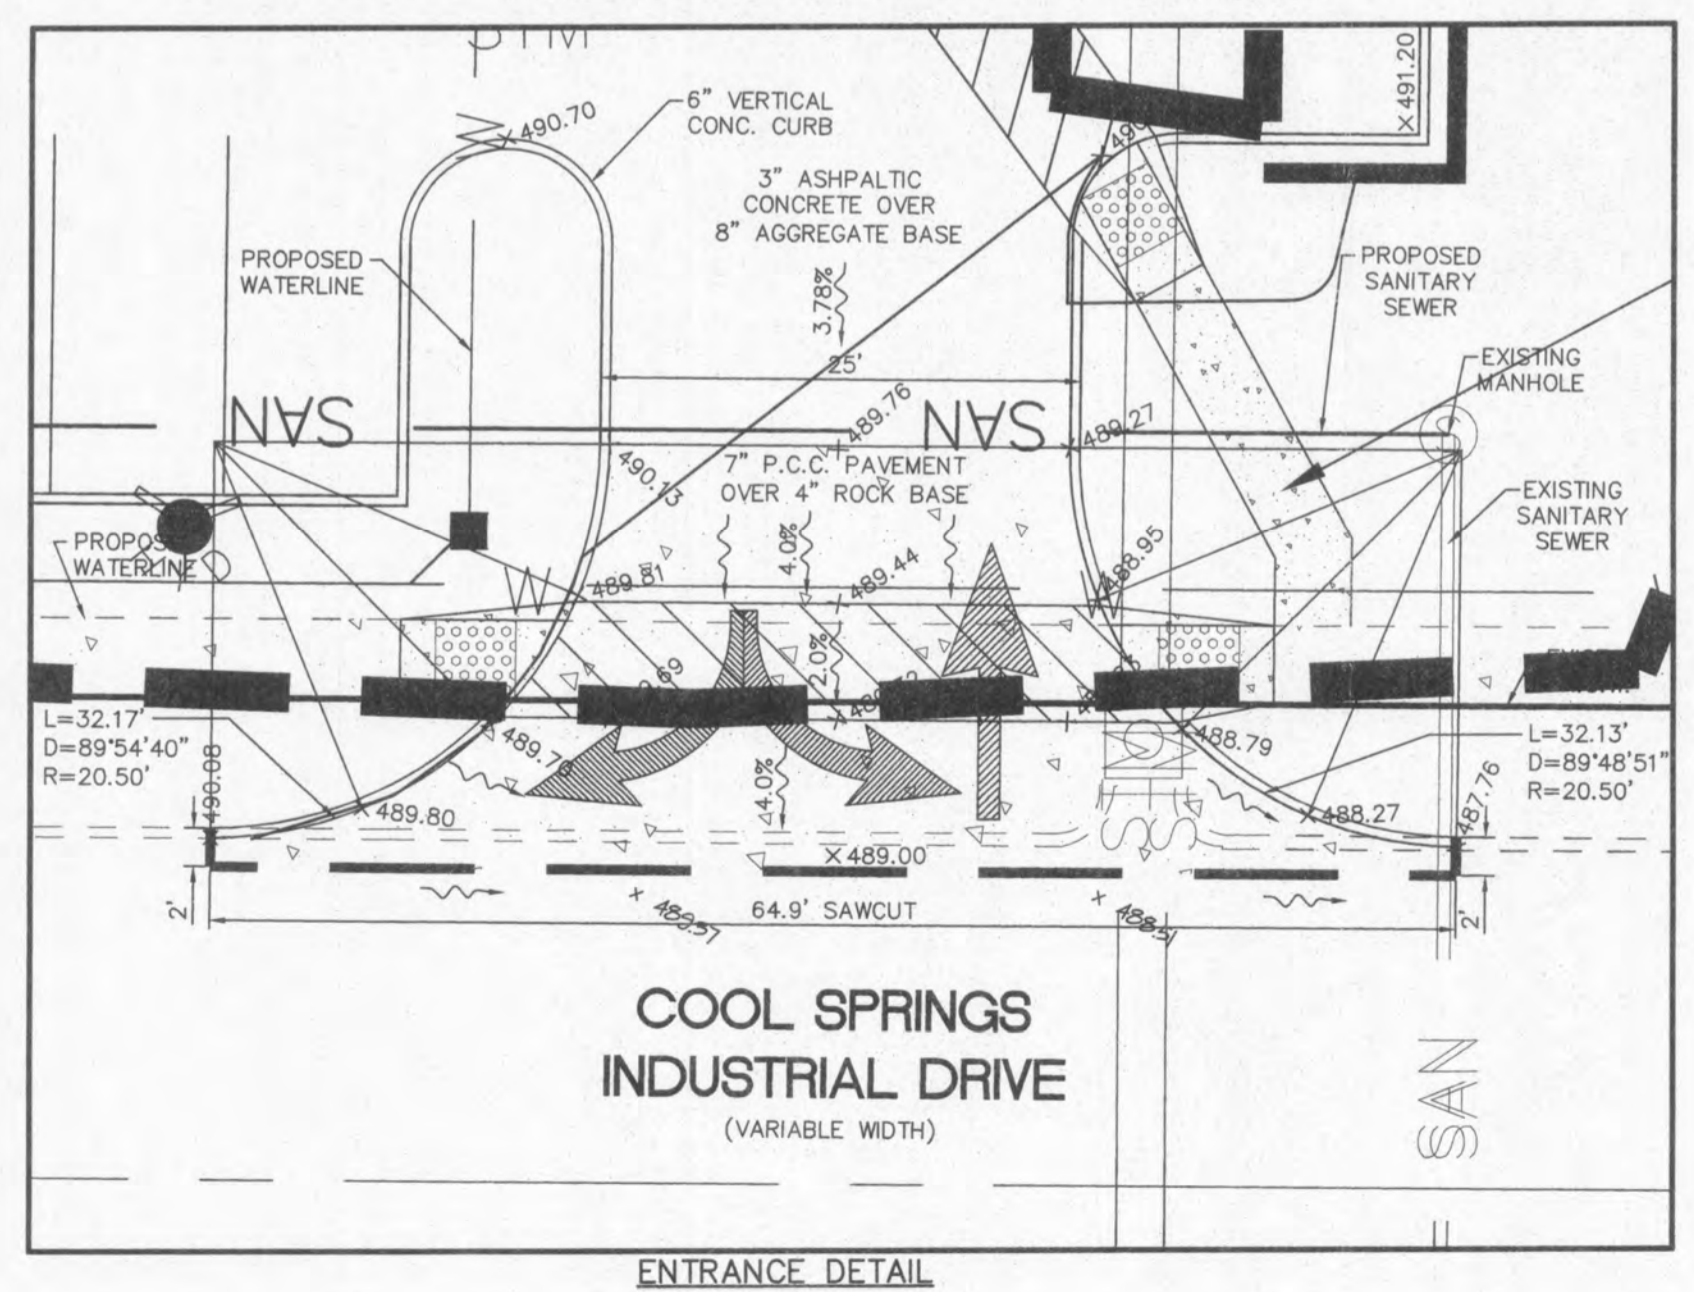 490.70
6" VERTICAL
CONC. CURB
×491.20
3" ASHPALTIC
CONCRETE OVER
8" AGGREGATE BASE
PROPOSED
WATERLINE
3.78%
PROPOSED
SANITARY
SEWER
25'
EXISTING
MANHOLE
SAN
489.76
SAN
489.27
490.13
7" P.C.C. PAVEMENT
OVER 4" ROCK BASE
EXISTING
SANITARY
SEWER
WATERLINE
W
489.81
4.0%
489.44
W
488.95
2.0%
L=32.17'
D=89°54'40"
R=20.50'
490.08
489.70
489.80
4.0%
488.79
488.27
487.76
L=32.13'
D=89°48'51"
R=20.50'
×489.00
2'
64.9' SAWCUT
× 488.51
2'
COOL SPRINGS
INDUSTRIAL DRIVE
(VARIABLE WIDTH)
SAN
ENTRANCE DETAIL